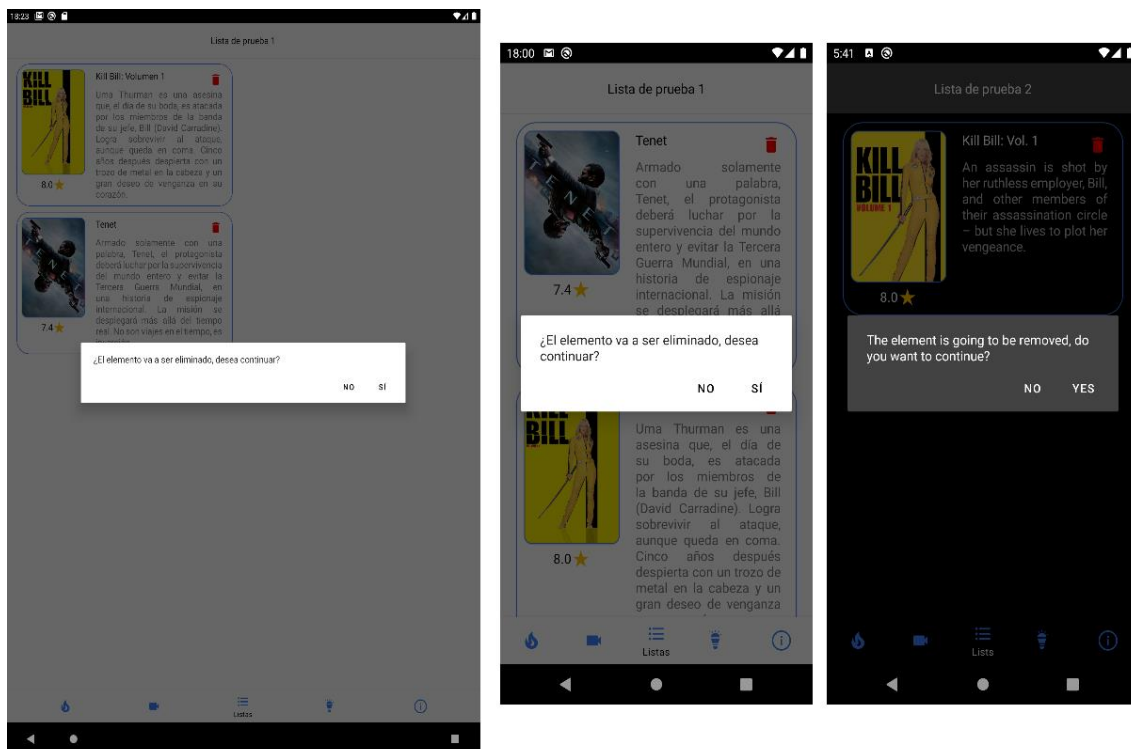 18:23
Lista de prueba 1
Kill Bill: Volumen 1
Uma Thurman es una asesina
que, el día de su boda, es atacada
por los miembros de la banda
de su jefe, Bill (David Carradine).
Logra sobrevivir al ataque,
aunque queda en coma. Cinco
años después despierta con un
trozo de metal en la cabeza y un
gran deseo de venganza en su
corazón.
KILL
BILL
8.0
Tenet
Armado solamente con una
palabra, Tenet, el protagonista
deberá luchar por la supervivencia
del mundo entero y evitar la
Tercera Guerra Mundial, en
una historia de espionaje
internacional. La misión se
desplegará más allá del tiempo
real. No son viajes en el tiempo, es
TENET
7.4
¿El elemento va a ser eliminado, desea continuar?
NO SÍ
Listas
18:00
Lista de prueba 1
Tenet
Armado solamente
con una palabra,
Tenet, el protagonista
deberá luchar por la
supervivencia del mundo
entero y evitar la Tercera
Guerra Mundial, en una
historia de espionaje
internacional. La misión
se desplegará más allá
TENET
7.4
¿El elemento va a ser eliminado, desea
continuar?
NO SÍ
BILL
Uma Thurman es una
asesina que, el día de
su boda, es atacada
por los miembros de
la banda de su jefe, Bill
(David Carradine). Logra
sobrevivir al ataque,
aunque queda en coma.
Cinco años después
despierta con un trozo de
metal en la cabeza y un
gran deseo de venganza
8.0
Listas
5:41
Lista de prueba 2
Kill Bill: Vol. 1
An assassin is shot by
her ruthless employer, Bill,
and other members of
their assassination circle
– but she lives to plot her
vengeance.
KILL
BILL
VOLUME 1
8.0
The element is going to be removed, do
you want to continue?
NO YES
Lists